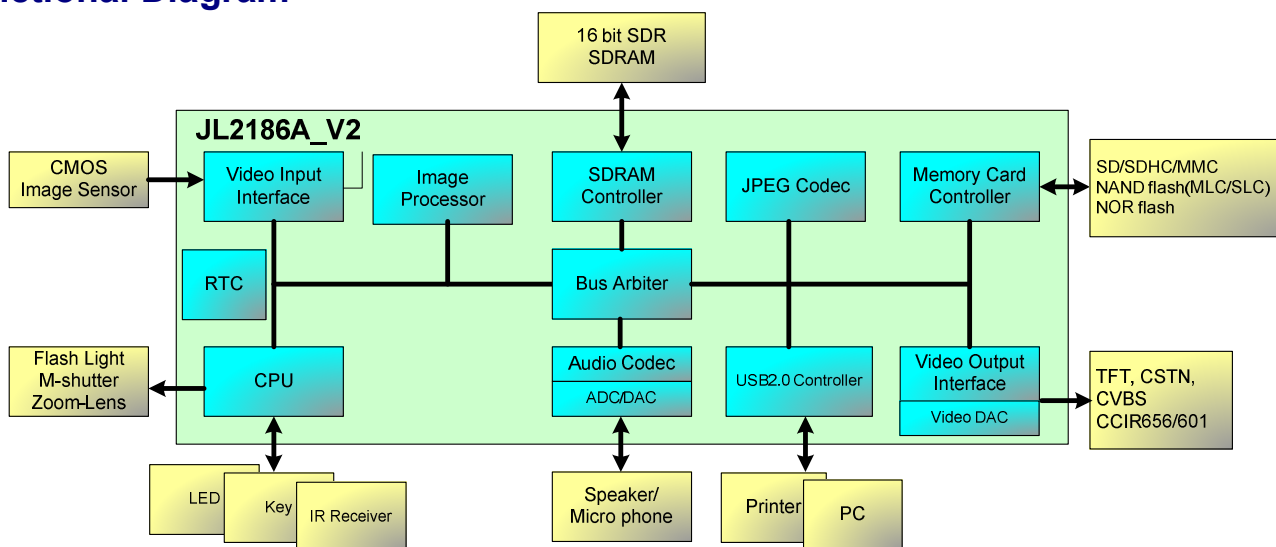 ctional Diagram
16 bit SDR
SDRAM
JL2186A_V2
CMOS
Image Sensor
Video Input
Interface
Image
Processor
SDRAM
Controller
JPEG Codec
Memory Card
Controller
SD/SDHC/MMC
NAND flash(MLC/SLC)
NOR flash
RTC
Bus Arbiter
Flash Light
M-shutter
Zoom-Lens
CPU
Audio Codec
ADC/DAC
USB2.0 Controller
Video Output
Interface
Video DAC
TFT, CSTN,
CVBS
CCIR656/601
LED
Key
IR Receiver
Speaker/
Micro phone
Printer
PC